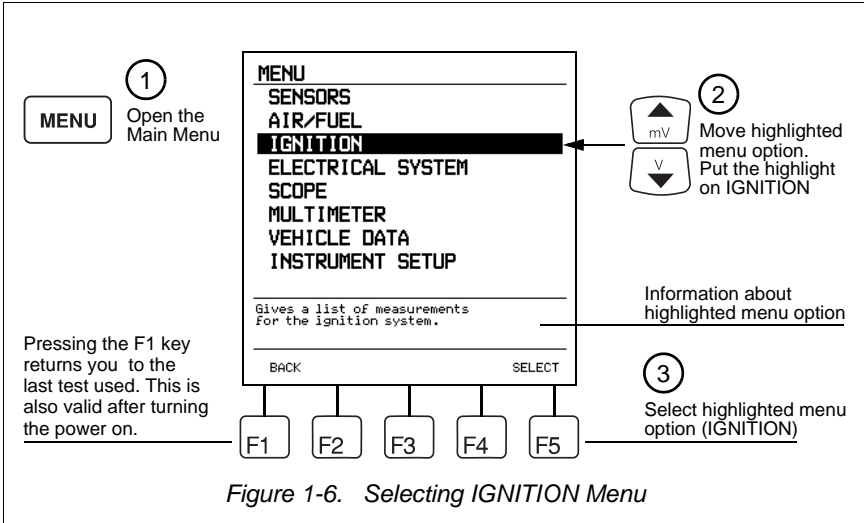 1
MENU
Open the
Main Menu
MENU
SENSORS
AIR/FUEL
IGNITION
ELECTRICAL SYSTEM
SCOPE
MULTIMETER
VEHICLE DATA
INSTRUMENT SETUP
Gives a list of measurements
for the ignition system.
BACK
SELECT
2
mV
V
Move highlighted
menu option.
Put the highlight
on IGNITION
Information about
highlighted menu option
Pressing the F1 key
returns you to the
last test used. This is
also valid after turning
the power on.
3
Select highlighted menu
option (IGNITION)
F1 F2 F3 F4 F5
Figure 1-6. Selecting IGNITION Menu